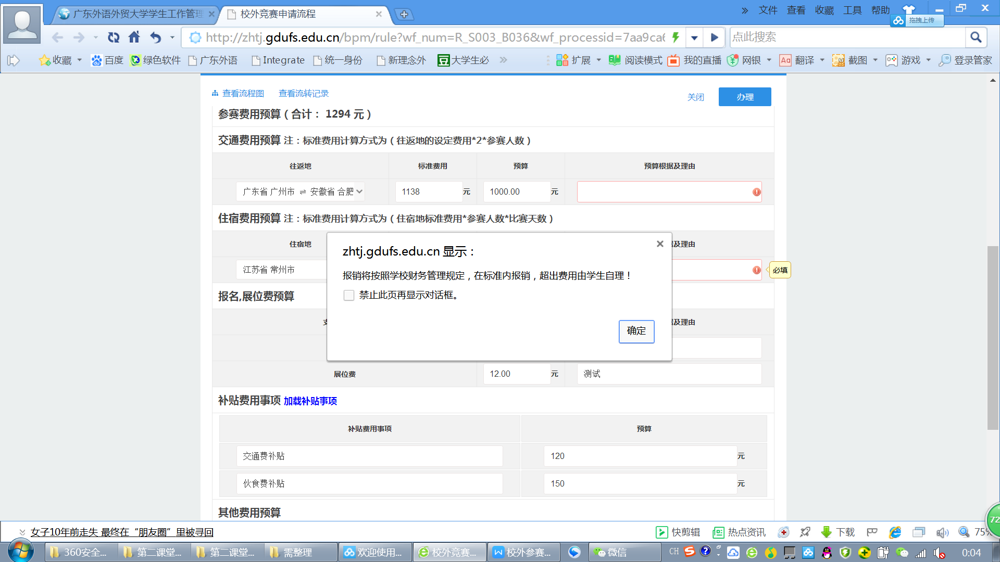 广东外语外贸大学学生工作管理
校外竞赛申请流程
文件 查看 收藏 工具 帮助
拖拽上传
http://zhtj.gdufs.edu.cn/bpm/rule?wf_num=R_S003_B036&wf_processid=7aa9ca6
点此搜索
收藏 百度 绿色软件 广东外语 Integrate 统一身份 新理念外 大学生必 扩展 阅读模式 我的直播 网银 翻译 截图 游戏 登录管家
查看流程图 查看流转记录
关闭 办理
参赛费用预算 ( 合计： 1294 元 )
交通费用预算 注：标准费用计算方式为（往返地的设定费用*2*参赛人数）
往返地 标准费用 预算 预算根据及理由
广东省 广州市 ⇌ 安徽省 合肥 1138 元 1000.00 元
住宿费用预算 注：标准费用计算方式为（住宿地标准费用*参赛人数*比赛天数）
住宿地 及理由
江苏省 常州市 必填
zhtj.gdufs.edu.cn 显示：
报销将按照学校财务管理规定，在标准内报销，超出费用由学生自理！
禁止此页再显示对话框。
确定
报名,展位费预算
及理由
展位费 12.00 元 测试
补贴费用事项 加载补贴事项
补贴费用事项 预算
交通费补贴 120 元
伙食费补贴 150 元
其他费用预算
72
女子10年前走失 最终在“朋友圈”里被寻回
快剪辑 热点资讯 下载 75%
360安全... 第二课堂... 第二课堂... 需整理 欢迎使用... 校外竞赛... 校外参赛... 微信 CH 0:04